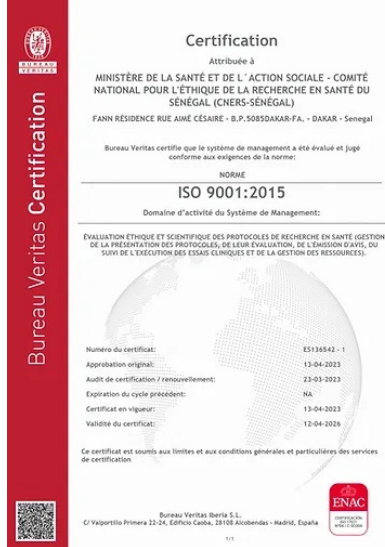 BUREAU
VERITAS
Bureau Veritas Certification
Certification
Attribuée à
MINISTÈRE DE LA SANTÉ ET DE L´ACTION SOCIALE - COMITÉ
NATIONAL POUR L'ÉTHIQUE DE LA RECHERCHE EN SANTÉ DU
SÉNÉGAL (CNERS-SÉNÉGAL)
FANN RÉSIDENCE RUE AIMÉ CÉSAIRE - B.P.5085DAKAR-FA. - DAKAR - Senegal
Bureau Veritas certifie que le système de management a été évalué et jugé
conforme aux exigences de la norme:
NORME
ISO 9001:2015
Domaine d'activité du Système de Management:
ÉVALUATION ÉTHIQUE ET SCIENTIFIQUE DES PROTOCOLES DE RECHERCHE EN SANTÉ (GESTION
DE LA PRÉSENTATION DES PROTOCOLES, DE LEUR ÉVALUATION, DE L'ÉMISSION D'AVIS, DU
SUIVI DE L'EXÉCUTION DES ESSAIS CLINIQUES ET DE LA GESTION DES RESSOURCES).
Numéro du certificat: ES136542 - 1
Approbation original: 13-04-2023
Audit de certification / renouvellement: 23-03-2023
Expiration du cycle précédent: NA
Certificat en vigueur: 13-04-2023
Validité du certificat: 12-04-2026
Ce certificat est soumis aux limites et aux conditions générales et particulières des services
de certification
Bureau Veritas Iberia S.L.
C/ Valportillo Primera 22-24, Edificio Caoba, 28108 Alcobendas - Madrid, España
1/1
ENAC
CERTIFICACIÓN